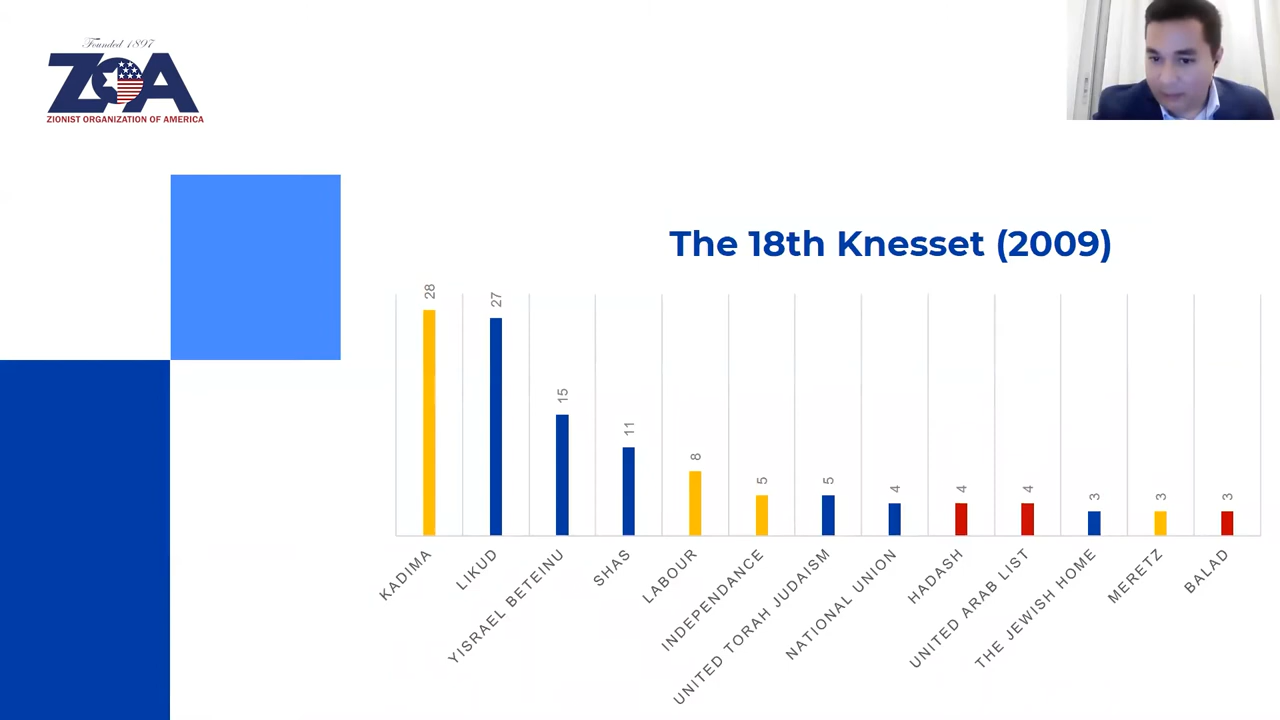 Founded 1897
ZOA
ZIONIST ORGANIZATION OF AMERICA
The 18th Knesset (2009)
28
27
15
11
8
5
5
4
4
4
3
3
3
KADIMA
LIKUD
YISRAEL BETEINU
SHAS
LABOUR
INDEPENDANCE
UNITED TORAH JUDAISM
NATIONAL UNION
HADASH
UNITED ARAB LIST
THE JEWISH HOME
MERETZ
BALAD